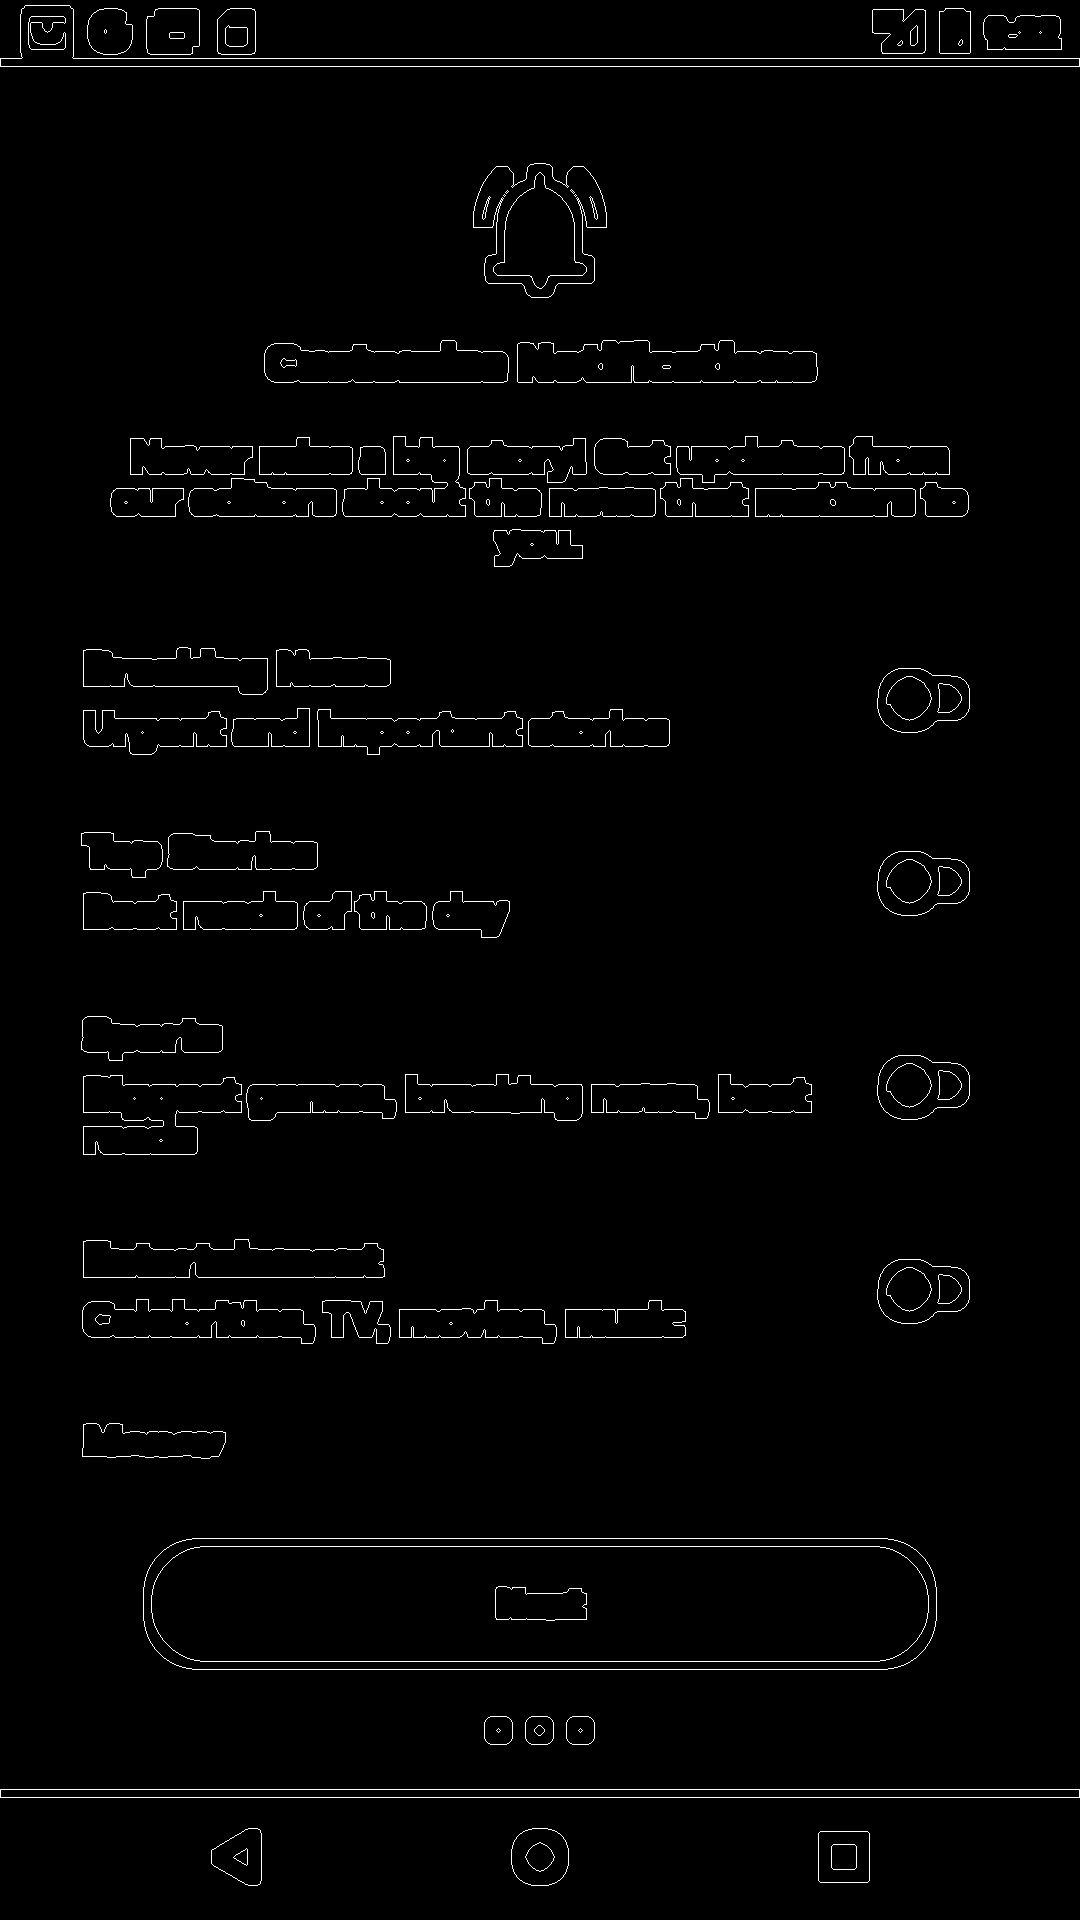 Customize Notifications
Never miss a big story! Get updates from
our editors about the news that matters to
you.
Breaking News
Urgent and important stories
Top Stories
Best reads of the day
Sports
Biggest games, breaking news, best
reads
Entertainment
Celebrities, TV, movies, music
Money
Next